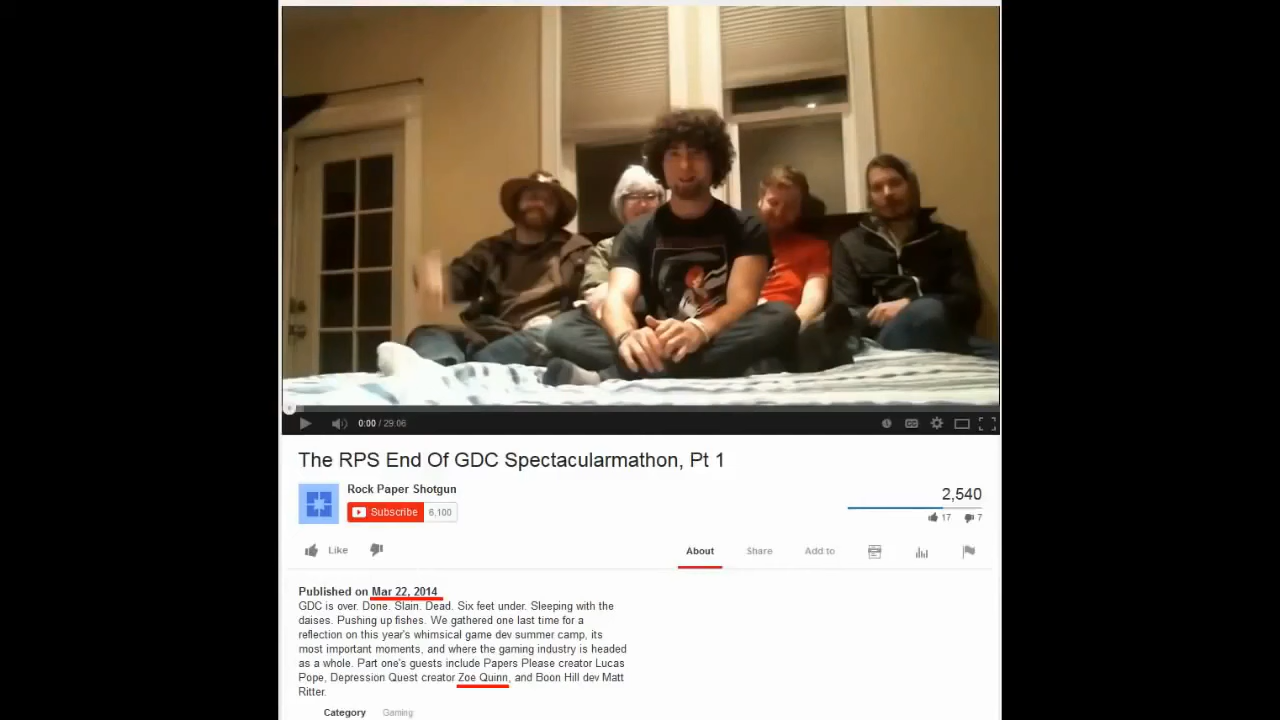 0:00 / 29:06
The RPS End Of GDC Spectacularmathon, Pt 1
Rock Paper Shotgun
Subscribe 6,100
2,540
17 7
Like
About Share Add to
Published on Mar 22, 2014
GDC is over. Done. Slain. Dead. Six feet under. Sleeping with the
daises. Pushing up fishes. We gathered one last time for a
reflection on this year's whimsical game dev summer camp, its
most important moments, and where the gaming industry is headed
as a whole. Part one's guests include Papers Please creator Lucas
Pope, Depression Quest creator Zoe Quinn, and Boon Hill dev Matt
Ritter.
Category Gaming